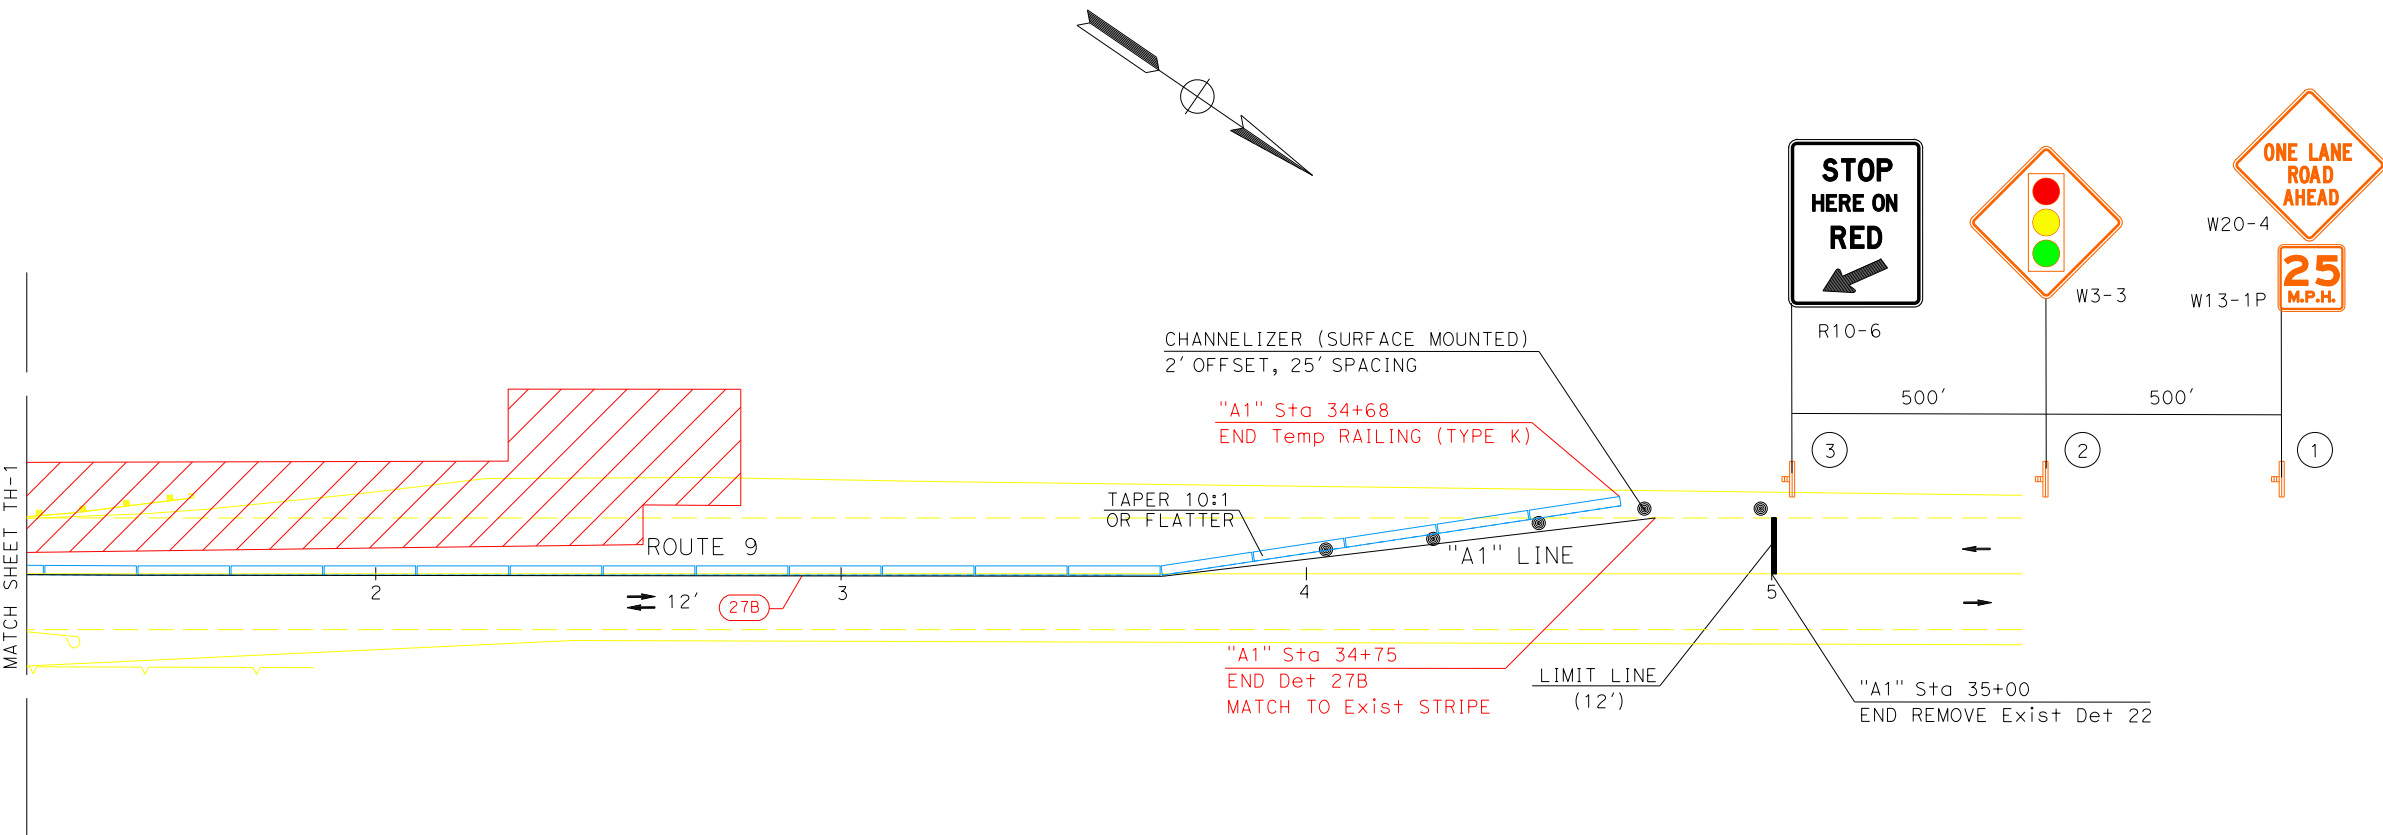 STOP
HERE ON
RED
R10-6
W3-3
ONE LANE
ROAD
AHEAD
W20-4
25
M.P.H.
W13-1P
500'
500'
3
2
1
CHANNELIZER (SURFACE MOUNTED)
2' OFFSET, 25' SPACING
"A1" Sta 34+68
END Temp RAILING (TYPE K)
TAPER 10:1
OR FLATTER
MATCH SHEET TH-1
ROUTE 9
"A1" LINE
2
3
4
5
12'
27B
"A1" Sta 34+75
END Det 27B
MATCH TO Exist STRIPE
LIMIT LINE
(12')
"A1" Sta 35+00
END REMOVE Exist Det 22